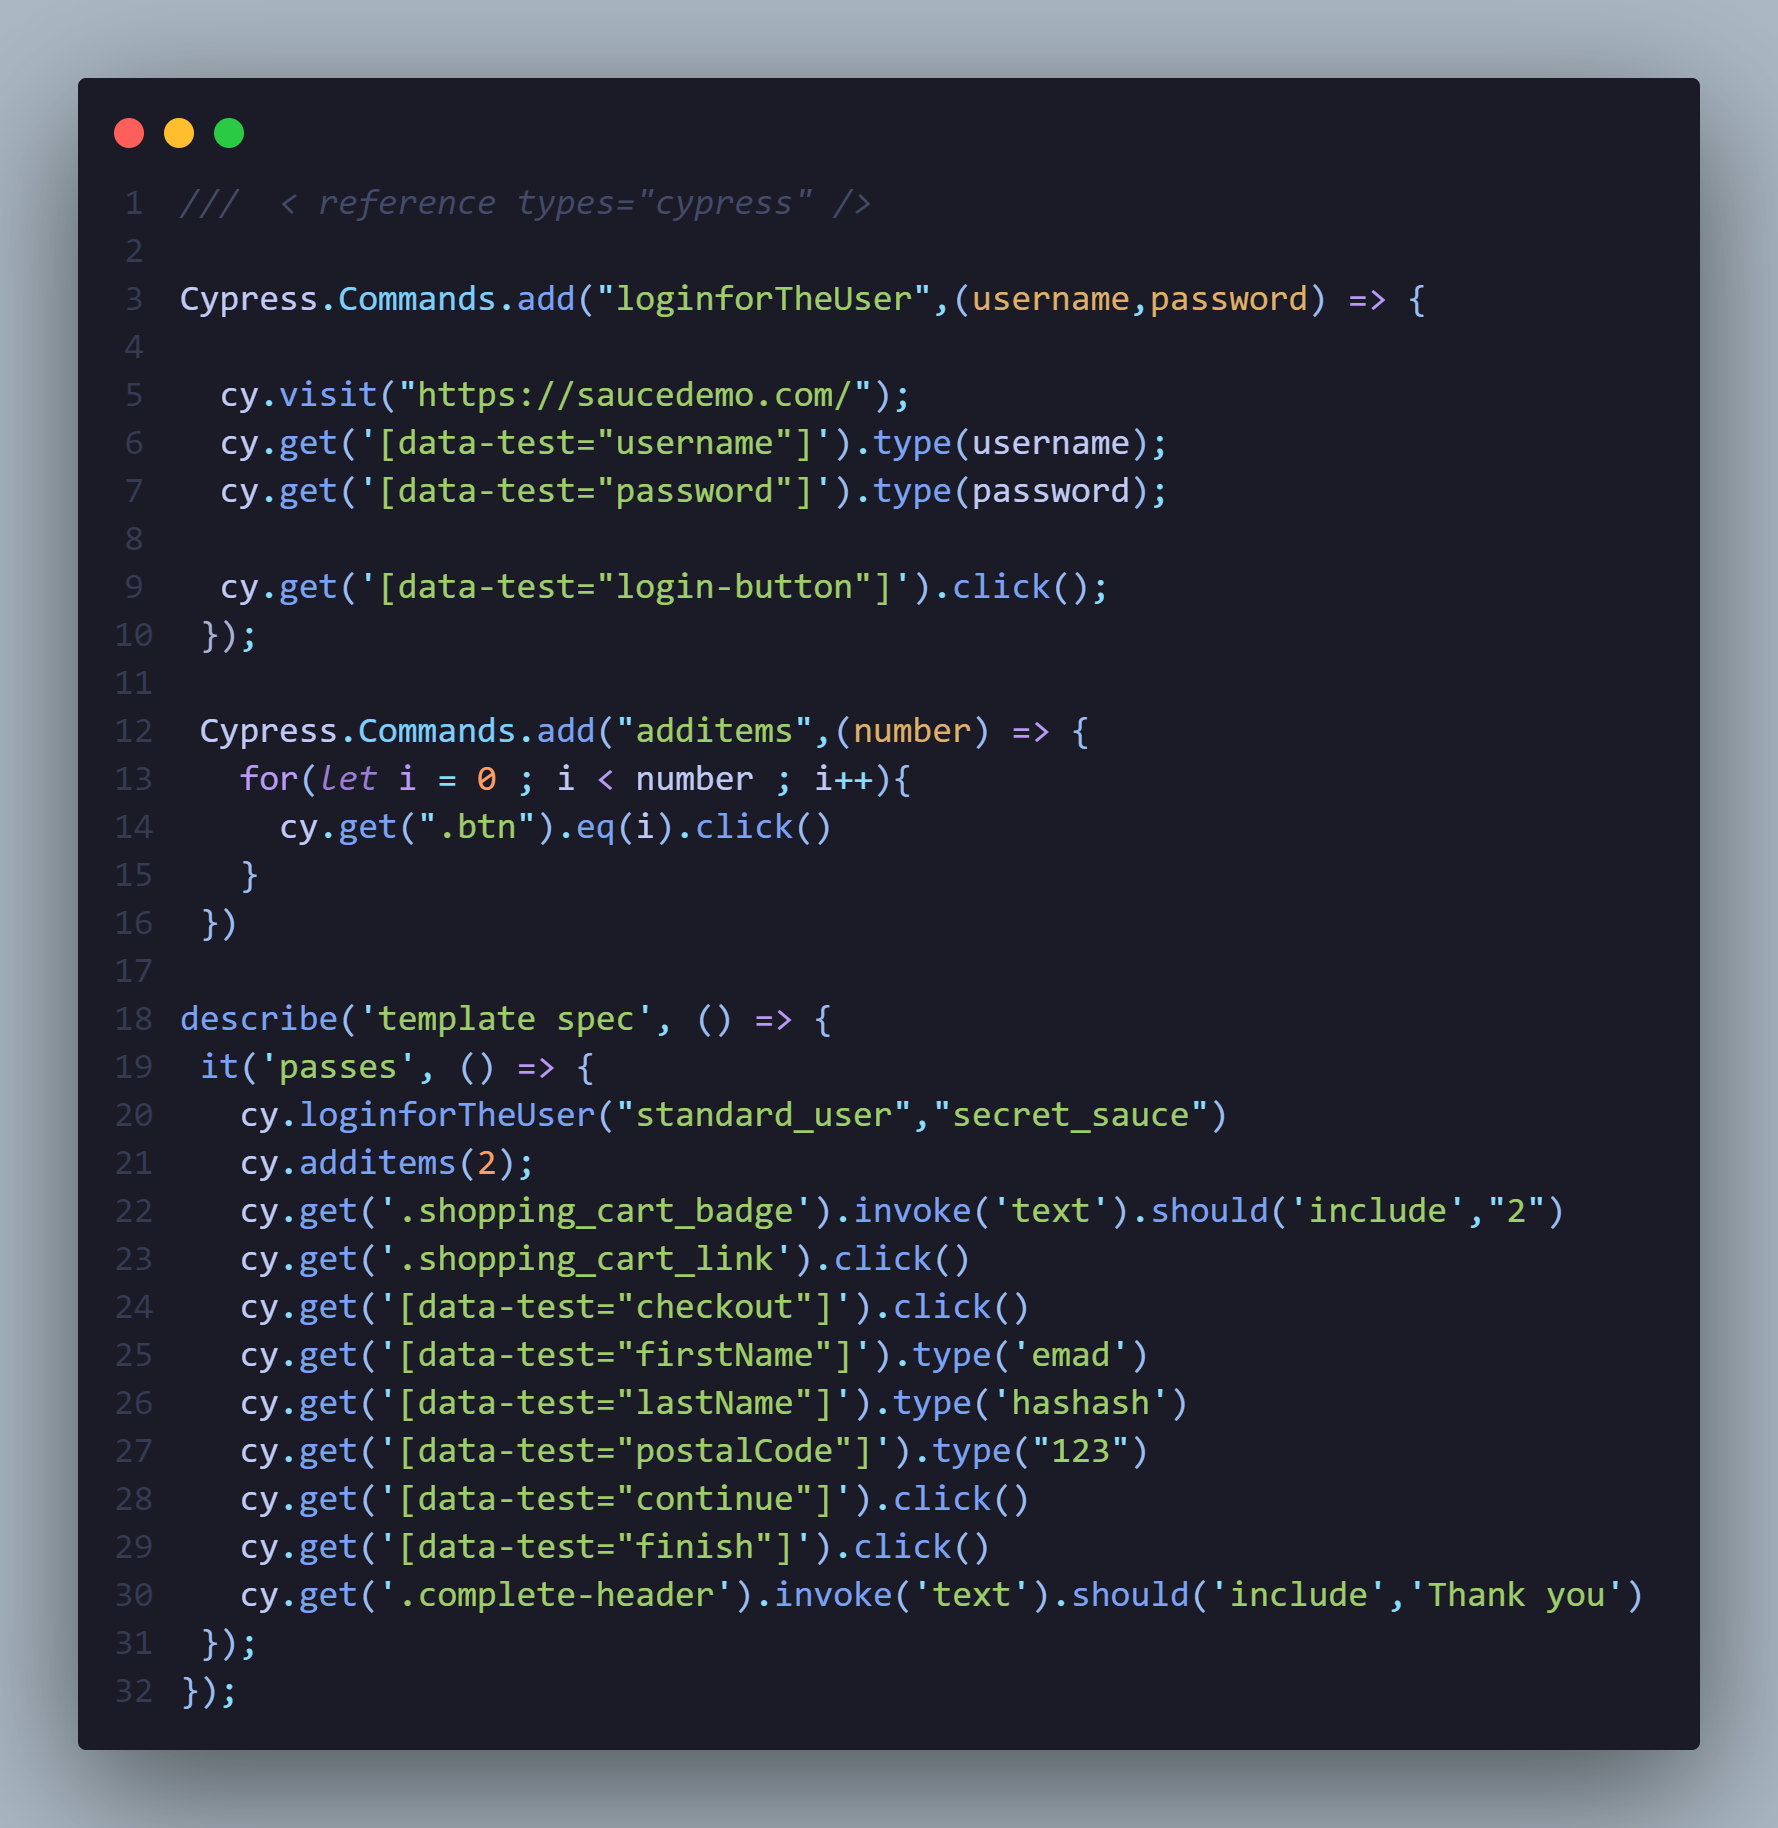 1 ///  < reference types="cypress" />
2
3 Cypress.Commands.add("loginforTheUser",(username,password) => {
4
5   cy.visit("https://saucedemo.com/");
6   cy.get('[data-test="username"]').type(username);
7   cy.get('[data-test="password"]').type(password);
8
9   cy.get('[data-test="login-button"]').click();
10  });
11
12  Cypress.Commands.add("additems",(number) => {
13    for(let i = 0 ; i < number ; i++){
14      cy.get(".btn").eq(i).click()
15    }
16  })
17
18 describe('template spec', () => {
19  it('passes', () => {
20    cy.loginforTheUser("standard_user","secret_sauce")
21    cy.additems(2);
22    cy.get('.shopping_cart_badge').invoke('text').should('include',"2")
23    cy.get('.shopping_cart_link').click()
24    cy.get('[data-test="checkout"]').click()
25    cy.get('[data-test="firstName"]').type('emad')
26    cy.get('[data-test="lastName"]').type('hashash')
27    cy.get('[data-test="postalCode"]').type("123")
28    cy.get('[data-test="continue"]').click()
29    cy.get('[data-test="finish"]').click()
30    cy.get('.complete-header').invoke('text').should('include','Thank you')
31  });
32 });